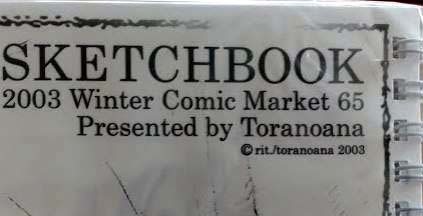 SKETCHBOOK
2003 Winter Comic Market 65
Presented by Toranoana
© rit./toranoana 2003